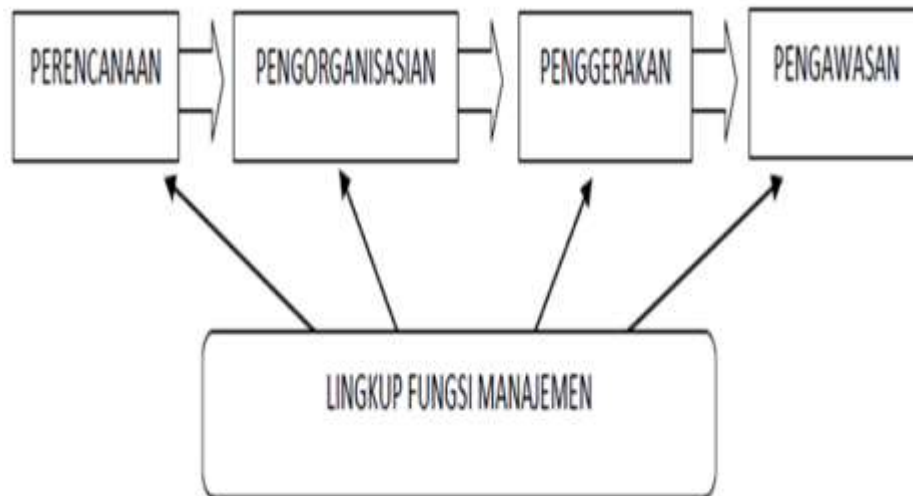 PERENCANAAN
PENGORGANISASIAN
PENGGERAKAN
PENGAWASAN
LINGKUP FUNGSI MANAJEMEN